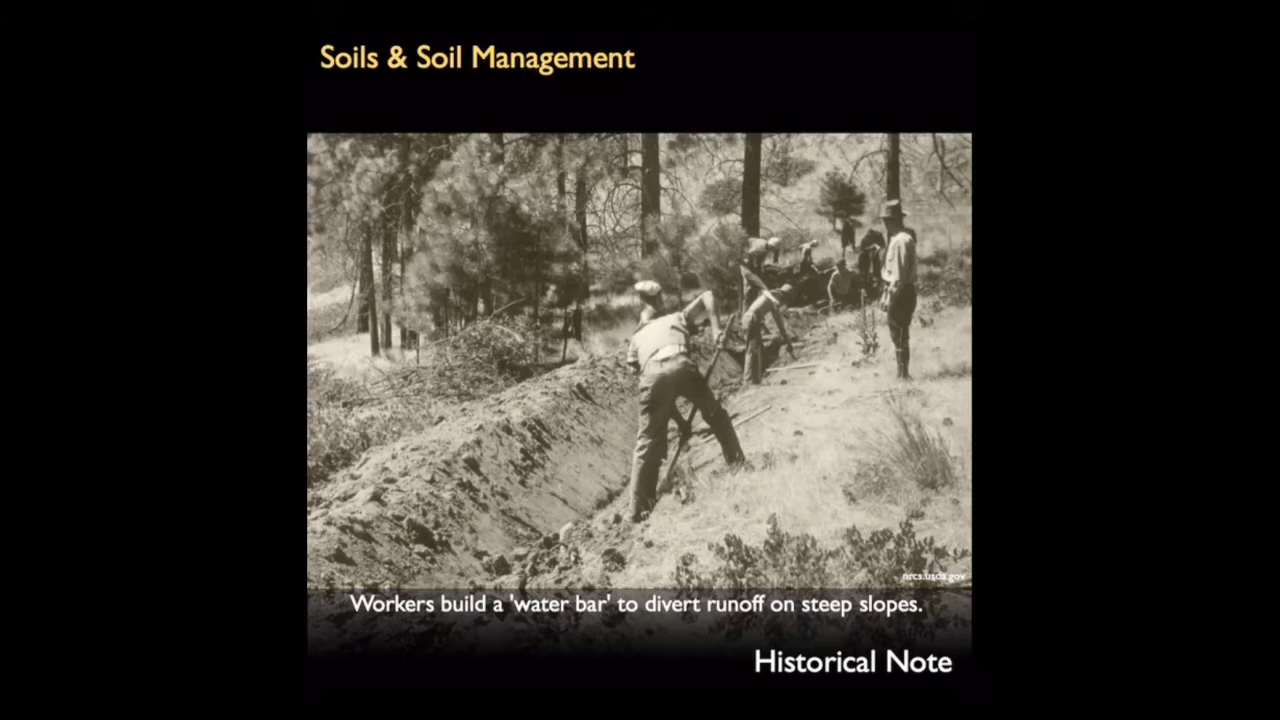 Soils & Soil Management
nrcs.usda.gov
Workers build a 'water bar' to divert runoff on steep slopes.
Historical Note